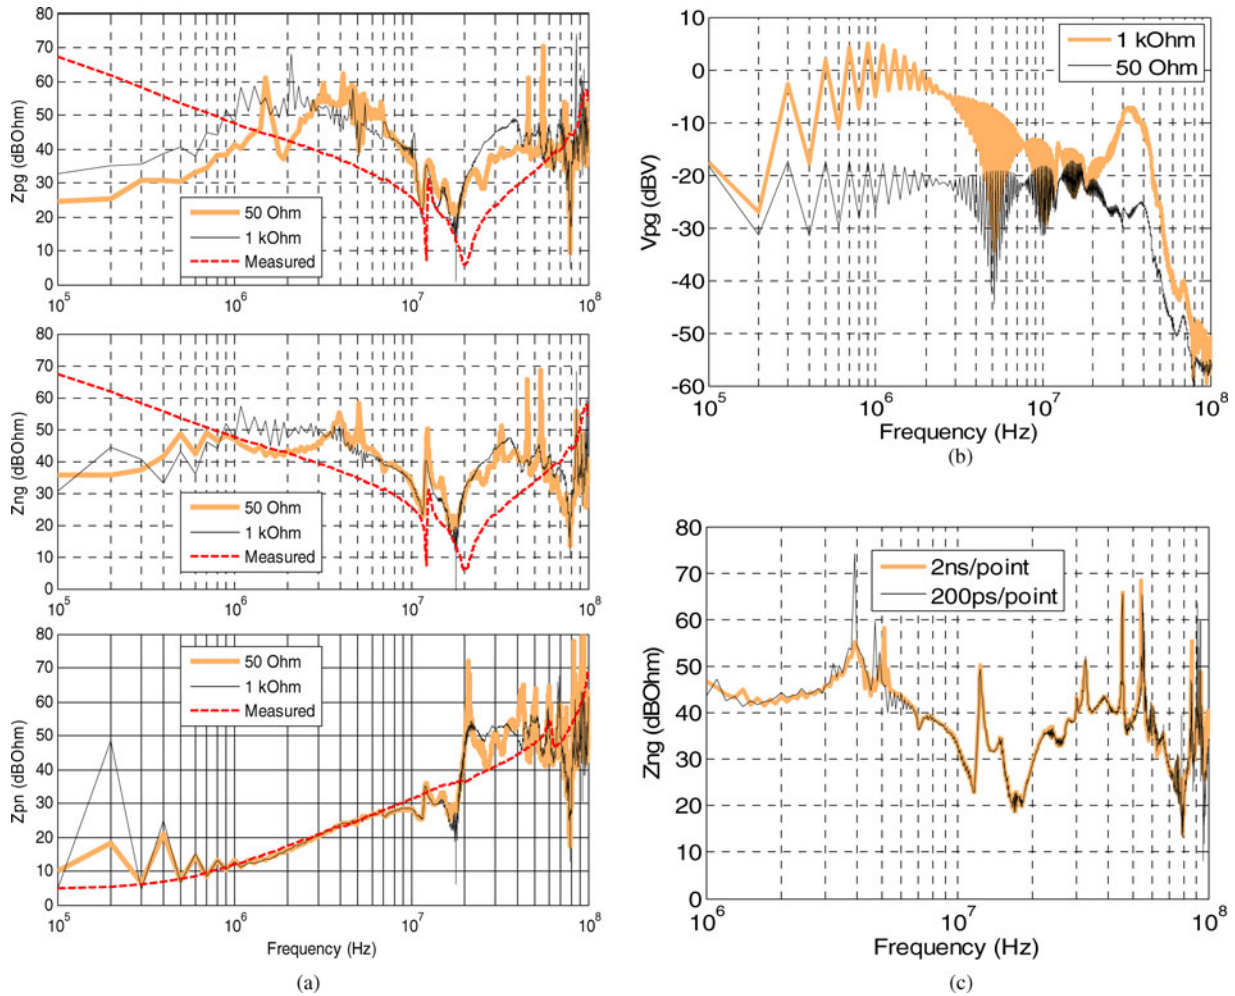 80
70
60
50
40
30
20
10
0
Zpg (dBOhm)
50 Ohm
1 kOhm
Measured
10^5
10^6
10^7
10^8
80
70
60
50
40
30
20
10
0
Zng (dBOhm)
50 Ohm
1 kOhm
Measured
10^5
10^6
10^7
10^8
80
70
60
50
40
30
20
10
0
Zpn (dBOhm)
50 Ohm
1 kOhm
Measured
10^5
10^6
10^7
10^8
Frequency (Hz)
(a)
10
0
-10
-20
-30
-40
-50
-60
Vpg (dBV)
1 kOhm
50 Ohm
10^5
10^6
10^7
10^8
Frequency (Hz)
(b)
80
70
60
50
40
30
20
10
0
Zng (dBOhm)
2ns/point
200ps/point
10^6
10^7
10^8
Frequency (Hz)
(c)